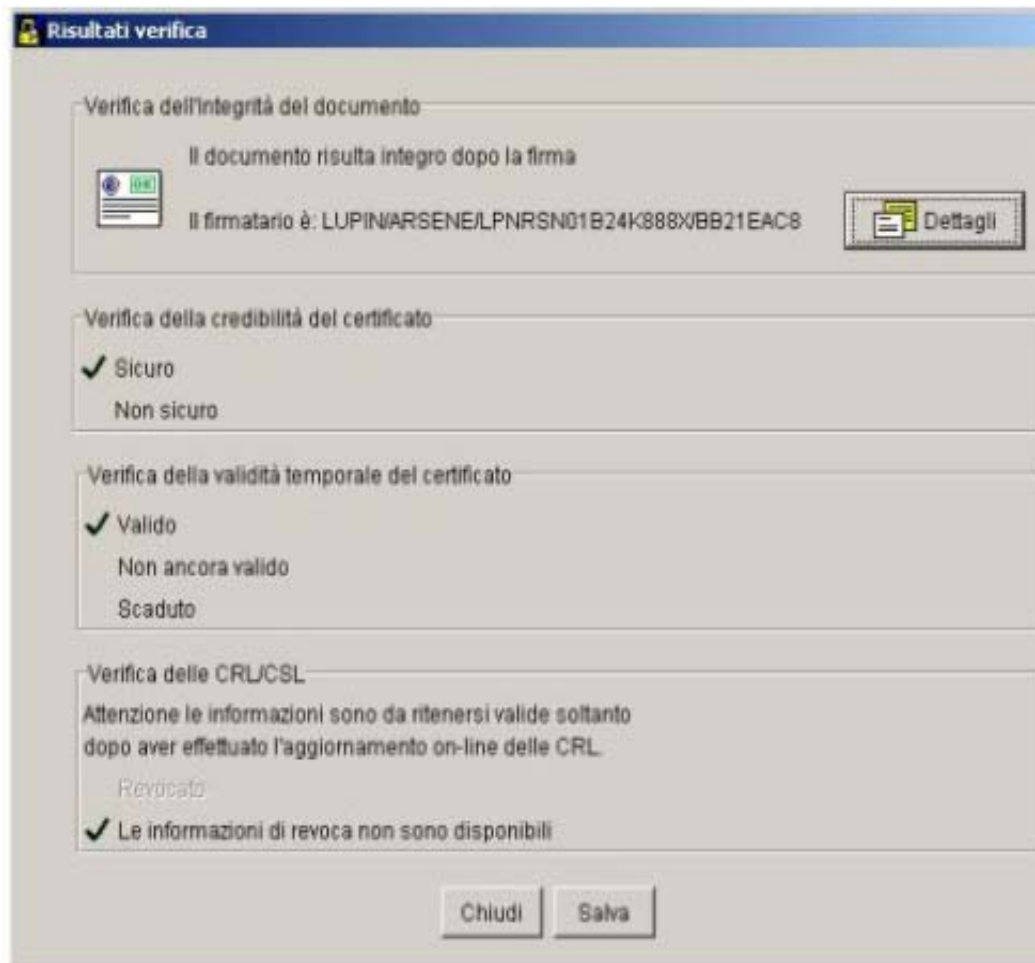 Risultati verifica
Verifica dell'integrità del documento
Il documento risulta integro dopo la firma
Il firmatario è: LUPIN/ARSENE/LPNRSN01B24K888X/BB21EAC8
Dettagli
Verifica della credibilità del certificato
Sicuro
Non sicuro
Verifica della validità temporale del certificato
Valido
Non ancora valido
Scaduto
Verifica delle CRL/CSL
Attenzione le informazioni sono da ritenersi valide soltanto
dopo aver effettuato l'aggiornamento on-line delle CRL.
Revocato
Le informazioni di revoca non sono disponibili
Chiudi
Salva